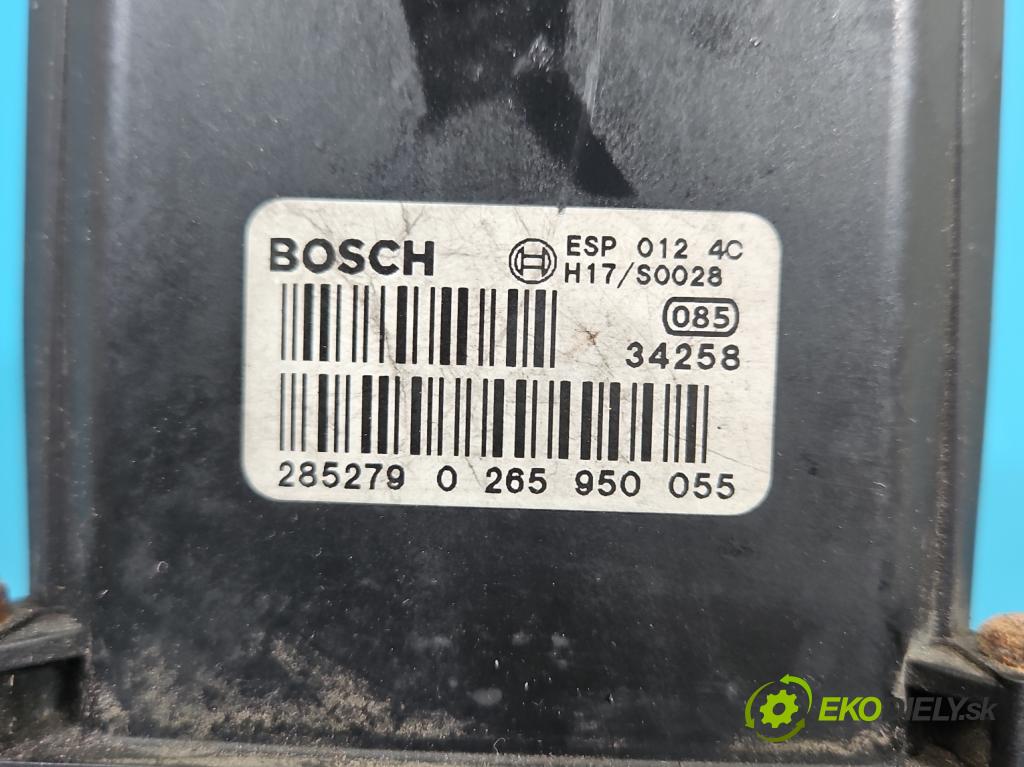 BOSCH
ESP 012 4C
H17/S0028
085
34258
285279 0 265 950 055
EKODIELY.sk